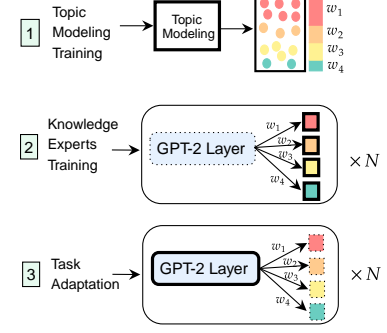 1
Topic
Modeling
Training
Topic
Modeling
w1
w2
w3
w4
2
Knowledge
Experts
Training
GPT-2 Layer
w1
w2
w3
w4
× N
3
Task
Adaptation
GPT-2 Layer
w1
w2
w3
w4
× N